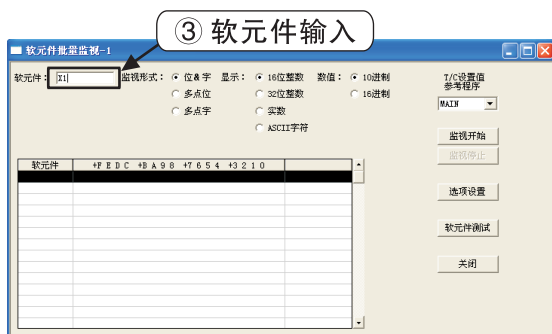 ③ 软元件输入
软元件批量监视-1
软元件： X1 监视形式： 位&字 显示： 16位整数 数值： 10进制 T/C设置值
参考程序
多点位 32位整数 16进制
MAIN
多点字 实数
ASCII字符
监视开始
监视停止
软元件 +F E D C +B A 9 8 +7 6 5 4 +3 2 1 0
选项设置
软元件测试
关闭